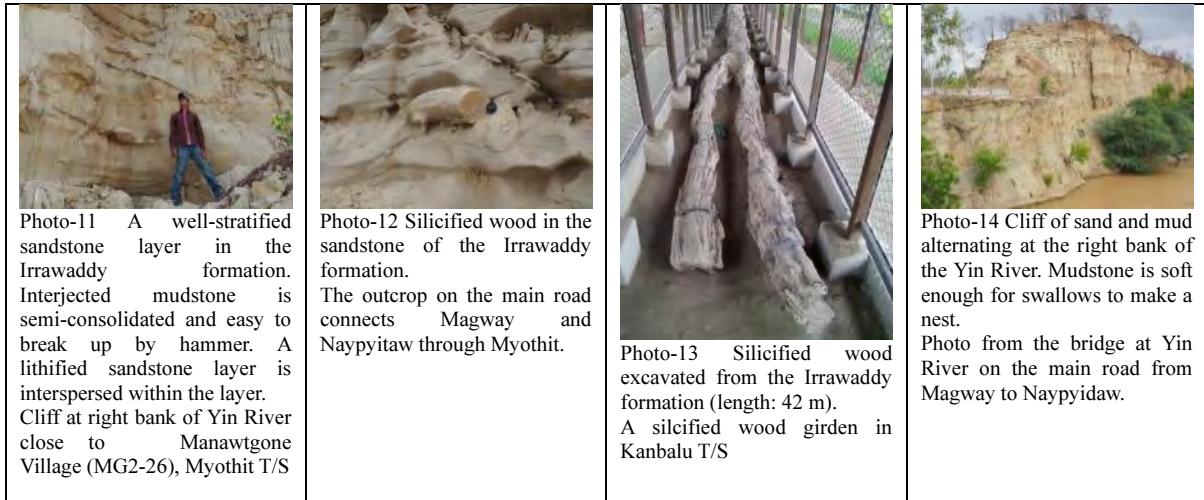 Photo-11 A well-stratified
sandstone layer in the
Irrawaddy formation.
Interjected mudstone is
semi-consolidated and easy to
break up by hammer. A
lithified sandstone layer is
interspersed within the layer.
Cliff at right bank of Yin River
close to Manawtgone
Village (MG2-26), Myothit T/S
Photo-12 Silicified wood in the
sandstone of the Irrawaddy
formation.
The outcrop on the main road
connects Magway and
Naypyitaw through Myothit.
Photo-13 Silicified wood
excavated from the Irrawaddy
formation (length: 42 m).
A silcified wood girden in
Kanbalu T/S
Photo-14 Cliff of sand and mud
alternating at the right bank of
the Yin River. Mudstone is soft
enough for swallows to make a
nest.
Photo from the bridge at Yin
River on the main road from
Magway to Naypyidaw.